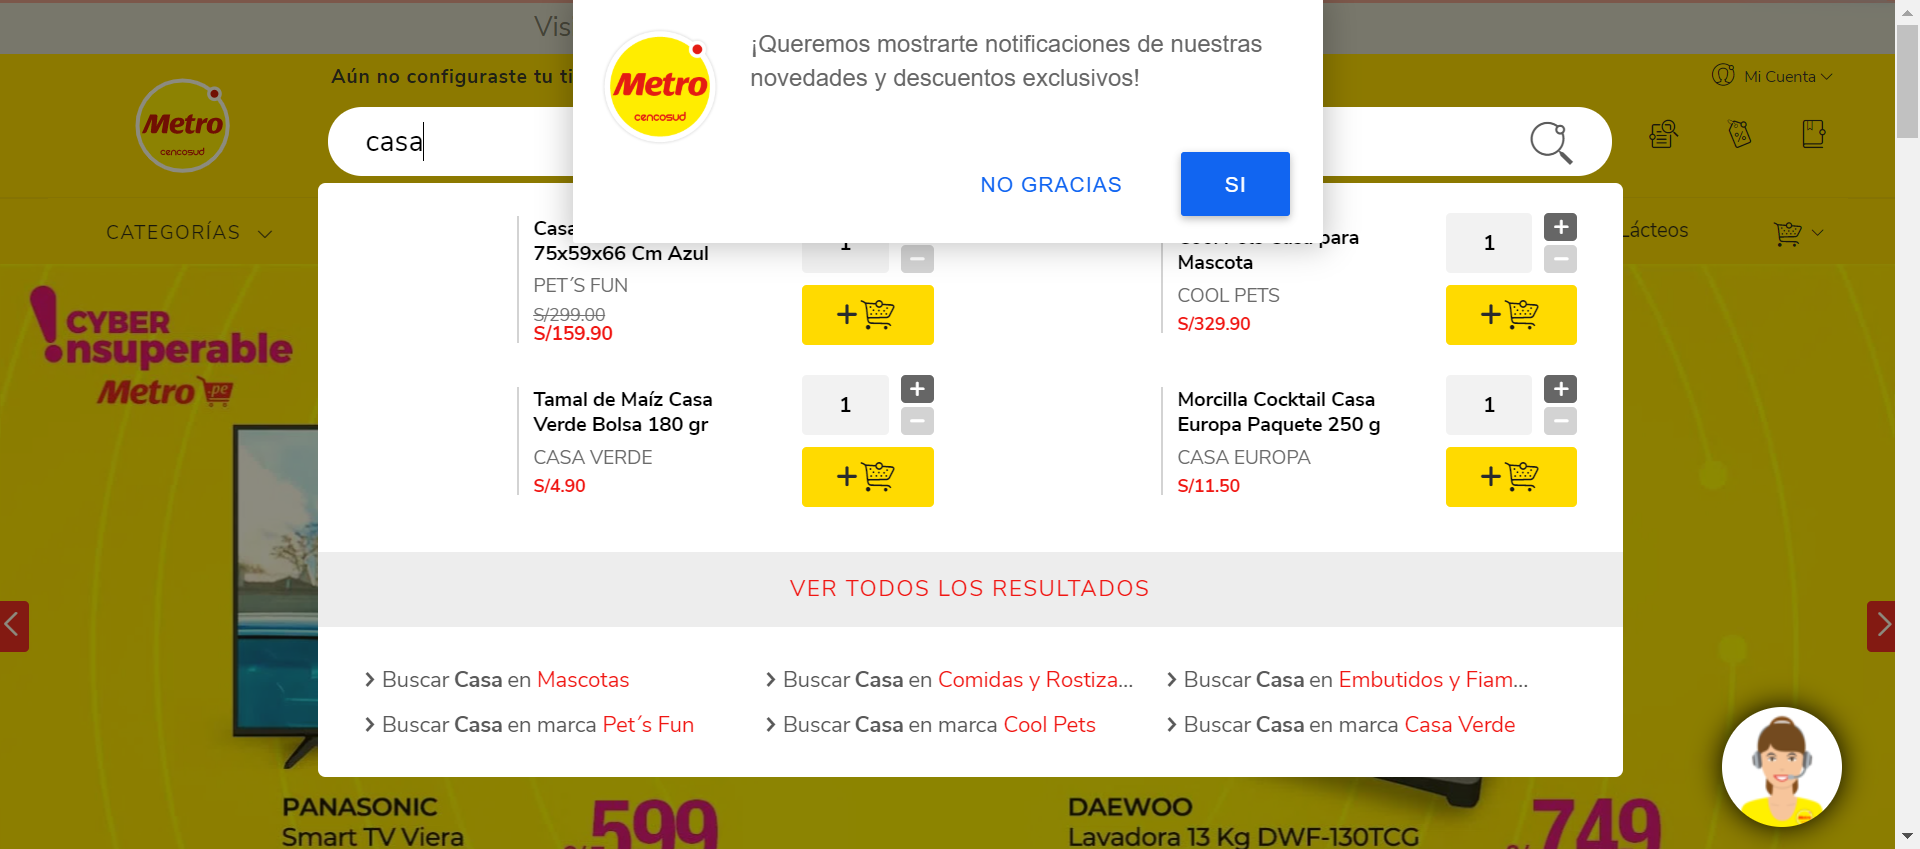 Vis
¡Queremos mostrarte notificaciones de nuestras
novedades y descuentos exclusivos!
NO GRACIAS
SI
Metro
cencosud
Metro
cencosud
Aún no configuraste tu ti
Mi Cuenta
casa
CATEGORÍAS
Lácteos
Casa
75x59x66 Cm Azul
PET´S FUN
S/299.00
S/159.90
1
Cool Pets Casa para
Mascota
COOL PETS
S/329.90
1
Tamal de Maíz Casa
Verde Bolsa 180 gr
CASA VERDE
S/4.90
1
Morcilla Cocktail Casa
Europa Paquete 250 g
CASA EUROPA
S/11.50
1
VER TODOS LOS RESULTADOS
Buscar Casa en Mascotas
Buscar Casa en Comidas y Rostiza...
Buscar Casa en Embutidos y Fiam...
Buscar Casa en marca Pet´s Fun
Buscar Casa en marca Cool Pets
Buscar Casa en marca Casa Verde
CYBER
!nsuperable
Metro .pe
PANASONIC
Smart TV Viera
599
DAEWOO
Lavadora 13 Kg DWF-130TCG
749